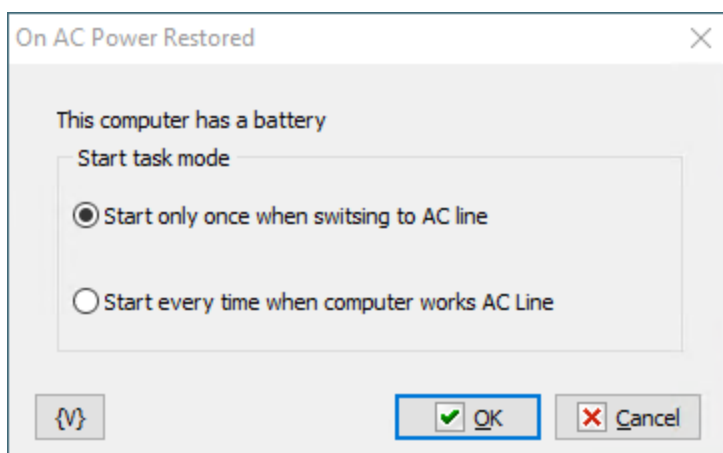 On AC Power Restored
This computer has a battery
Start task mode
Start only once when switsing to AC line
Start every time when computer works AC Line
{V}
OK
Cancel